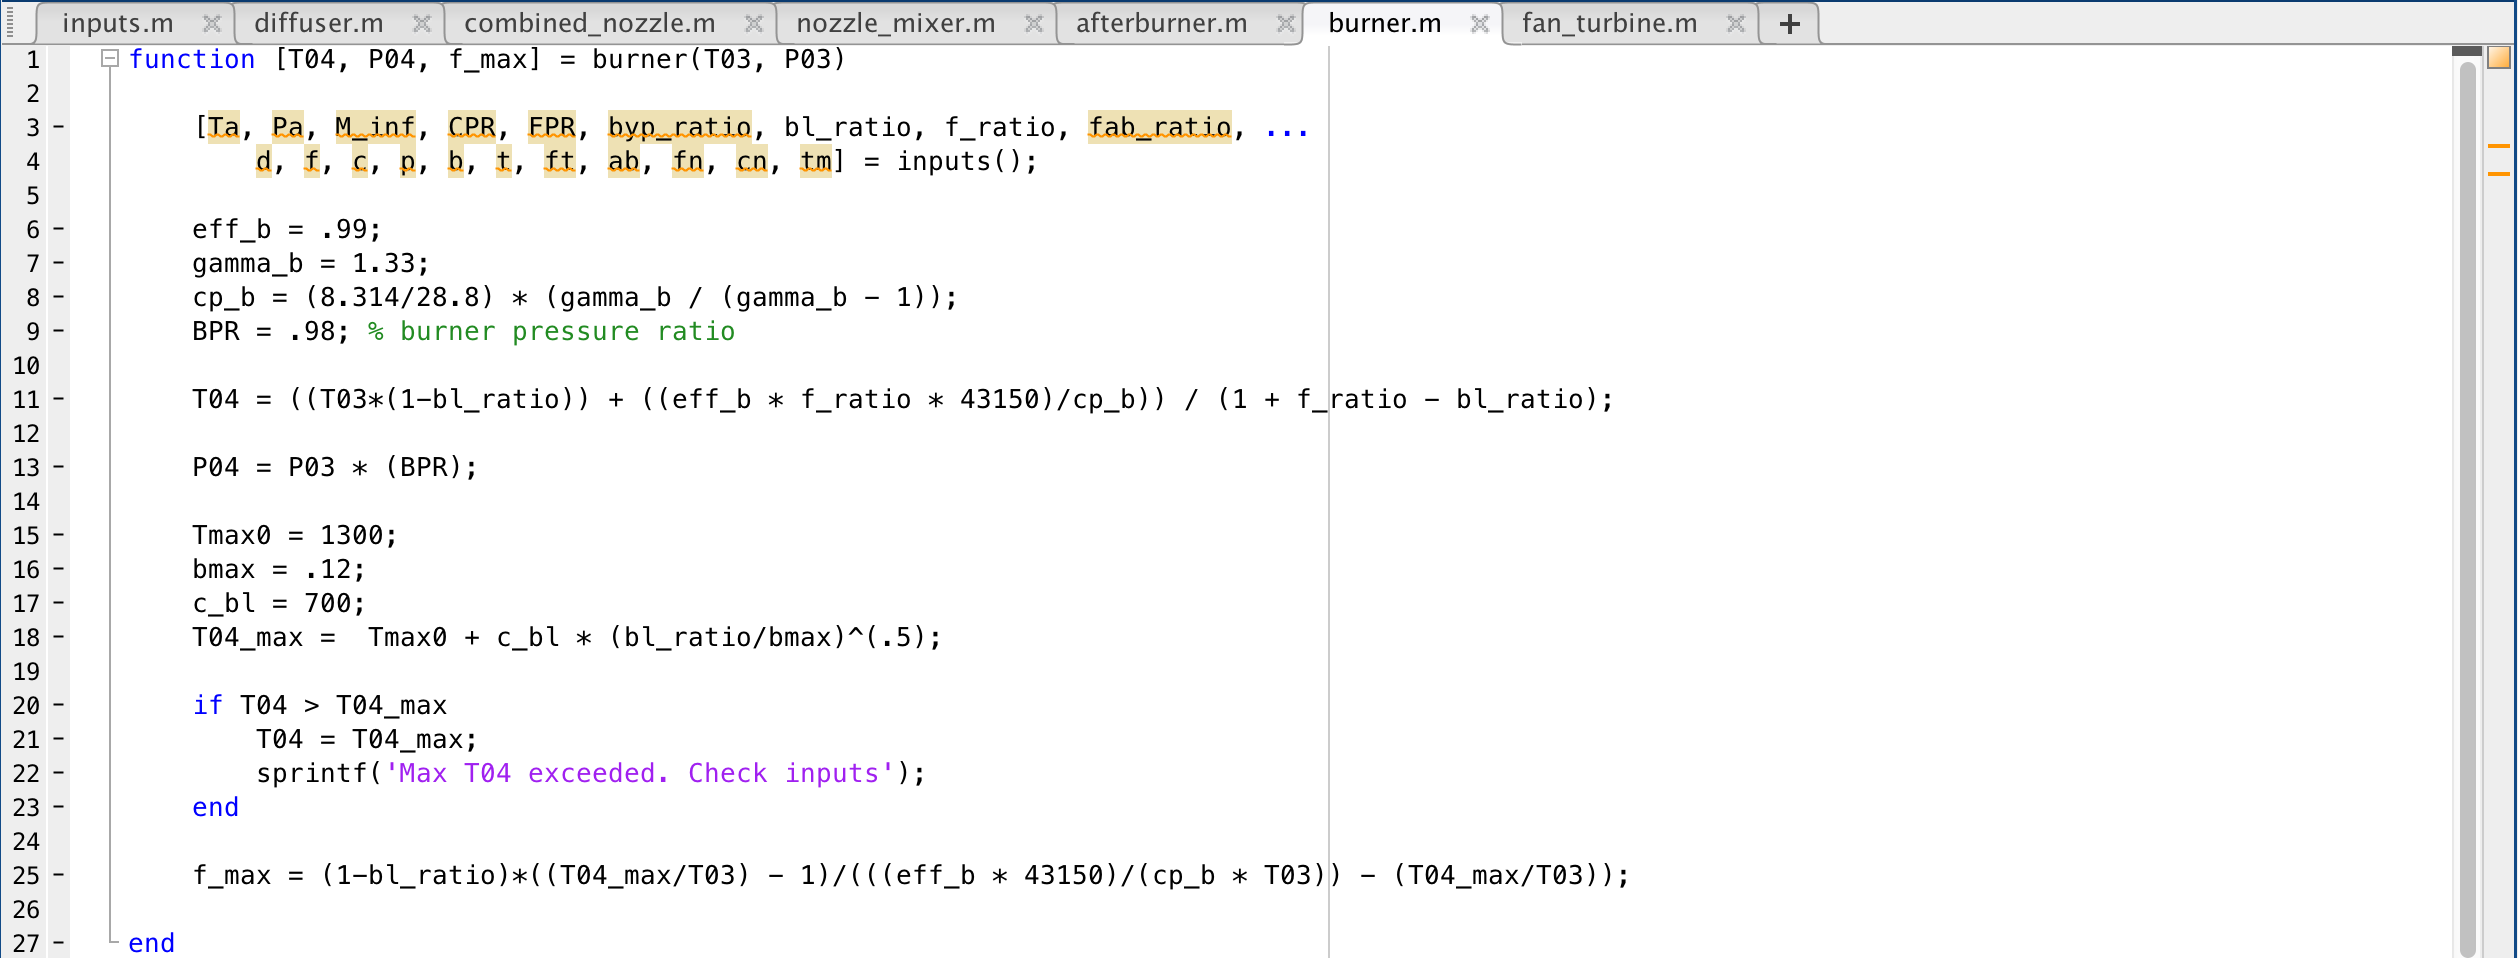 inputs.m diffuser.m combined_nozzle.m nozzle_mixer.m afterburner.m burner.m fan_turbine.m +
1 function [T04, P04, f_max] = burner(T03, P03)
2
3 - [Ta, Pa, M_inf, CPR, FPR, byp_ratio, bl_ratio, f_ratio, fab_ratio, ...
4 - d, f, c, p, b, t, ft, ab, fn, cn, tm] = inputs();
5
6 - eff_b = .99;
7 - gamma_b = 1.33;
8 - cp_b = (8.314/28.8) * (gamma_b / (gamma_b - 1));
9 - BPR = .98; % burner pressure ratio
10
11 - T04 = ((T03*(1-bl_ratio)) + ((eff_b * f_ratio * 43150)/cp_b)) / (1 + f_ratio - bl_ratio);
12
13 - P04 = P03 * (BPR);
14
15 - Tmax0 = 1300;
16 - bmax = .12;
17 - c_bl = 700;
18 - T04_max =  Tmax0 + c_bl * (bl_ratio/bmax)^(.5);
19
20 - if T04 > T04_max
21 - T04 = T04_max;
22 - sprintf('Max T04 exceeded. Check inputs');
23 - end
24
25 - f_max = (1-bl_ratio)*((T04_max/T03) - 1)/(((eff_b * 43150)/(cp_b * T03)) - (T04_max/T03));
26
27 - end